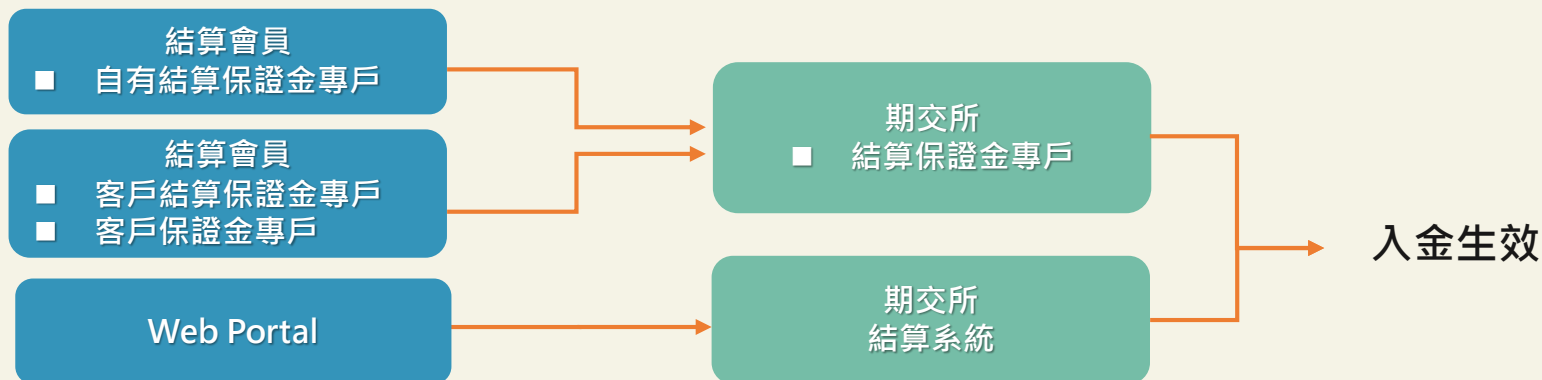 結算會員
■ 自有結算保證金專戶
結算會員
■ 客戶結算保證金專戶
■ 客戶保證金專戶
Web Portal
期交所
■ 結算保證金專戶
期交所
結算系統
入金生效